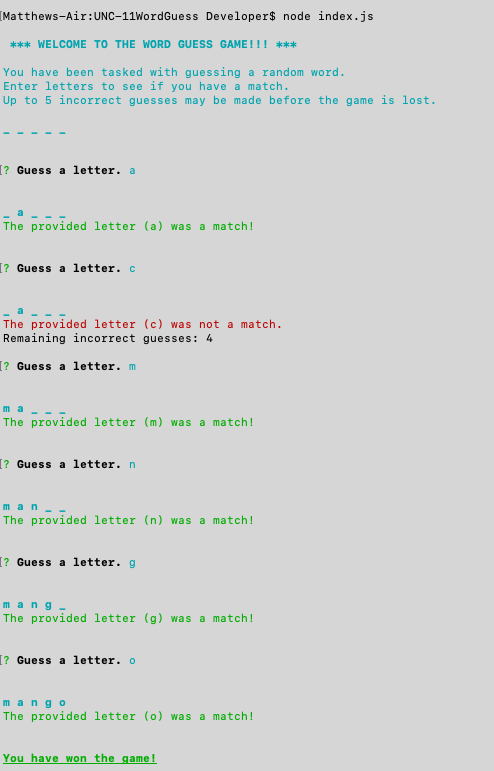 [Matthews-Air:UNC-11WordGuess Developer$ node index.js
*** WELCOME TO THE WORD GUESS GAME!!! ***
You have been tasked with guessing a random word.
Enter letters to see if you have a match.
Up to 5 incorrect guesses may be made before the game is lost.
_ _ _ _ _
[? Guess a letter. a
_ a _ _ _
The provided letter (a) was a match!
[? Guess a letter. c
_ a _ _ _
The provided letter (c) was not a match.
Remaining incorrect guesses: 4
[? Guess a letter. m
m a _ _ _
The provided letter (m) was a match!
[? Guess a letter. n
m a n _ _
The provided letter (n) was a match!
[? Guess a letter. g
m a n g _
The provided letter (g) was a match!
[? Guess a letter. o
m a n g o
The provided letter (o) was a match!
You have won the game!